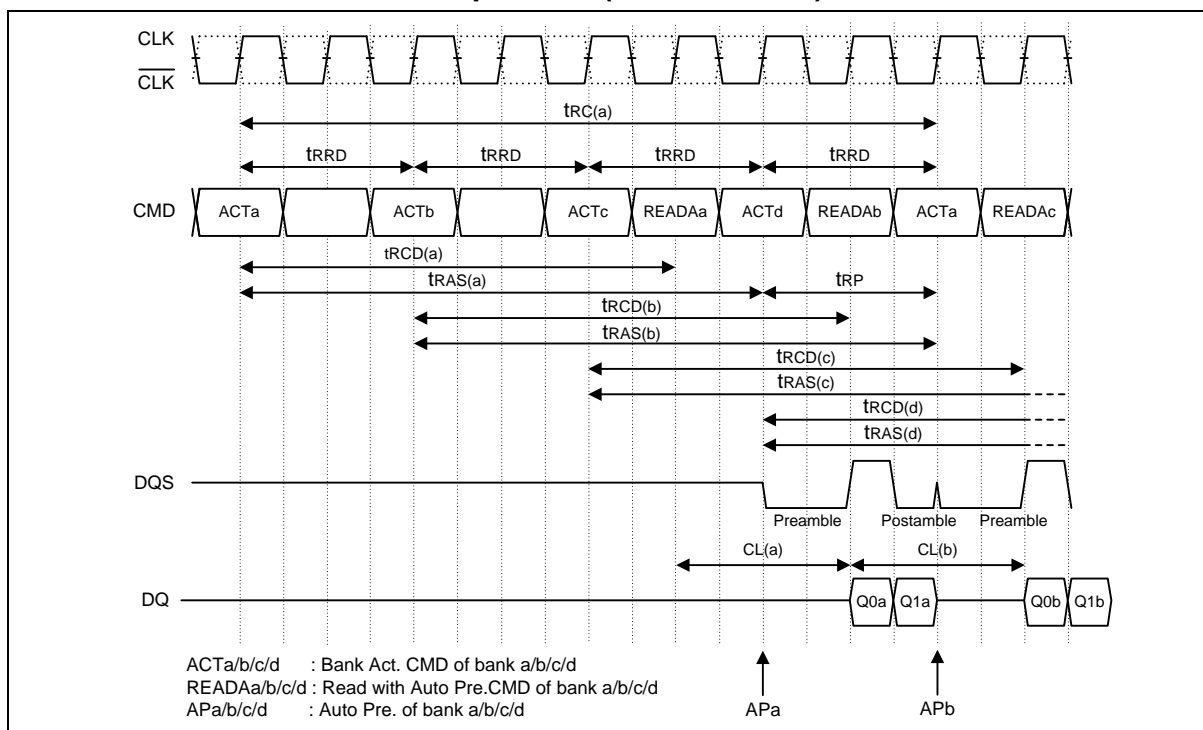 CLK
CLK
tRC(a)
tRRD tRRD tRRD tRRD
CMD ACTa ACTb ACTc READAa ACTd READAb ACTa READAc
tRCD(a)
tRAS(a) tRP
tRCD(b)
tRAS(b)
tRCD(c)
tRAS(c)
tRCD(d)
tRAS(d)
DQS
Preamble Postamble Preamble
CL(a) CL(b)
DQ Q0a Q1a Q0b Q1b
ACTa/b/c/d : Bank Act. CMD of bank a/b/c/d
READAa/b/c/d : Read with Auto Pre.CMD of bank a/b/c/d
APa/b/c/d : Auto Pre. of bank a/b/c/d
APa APb